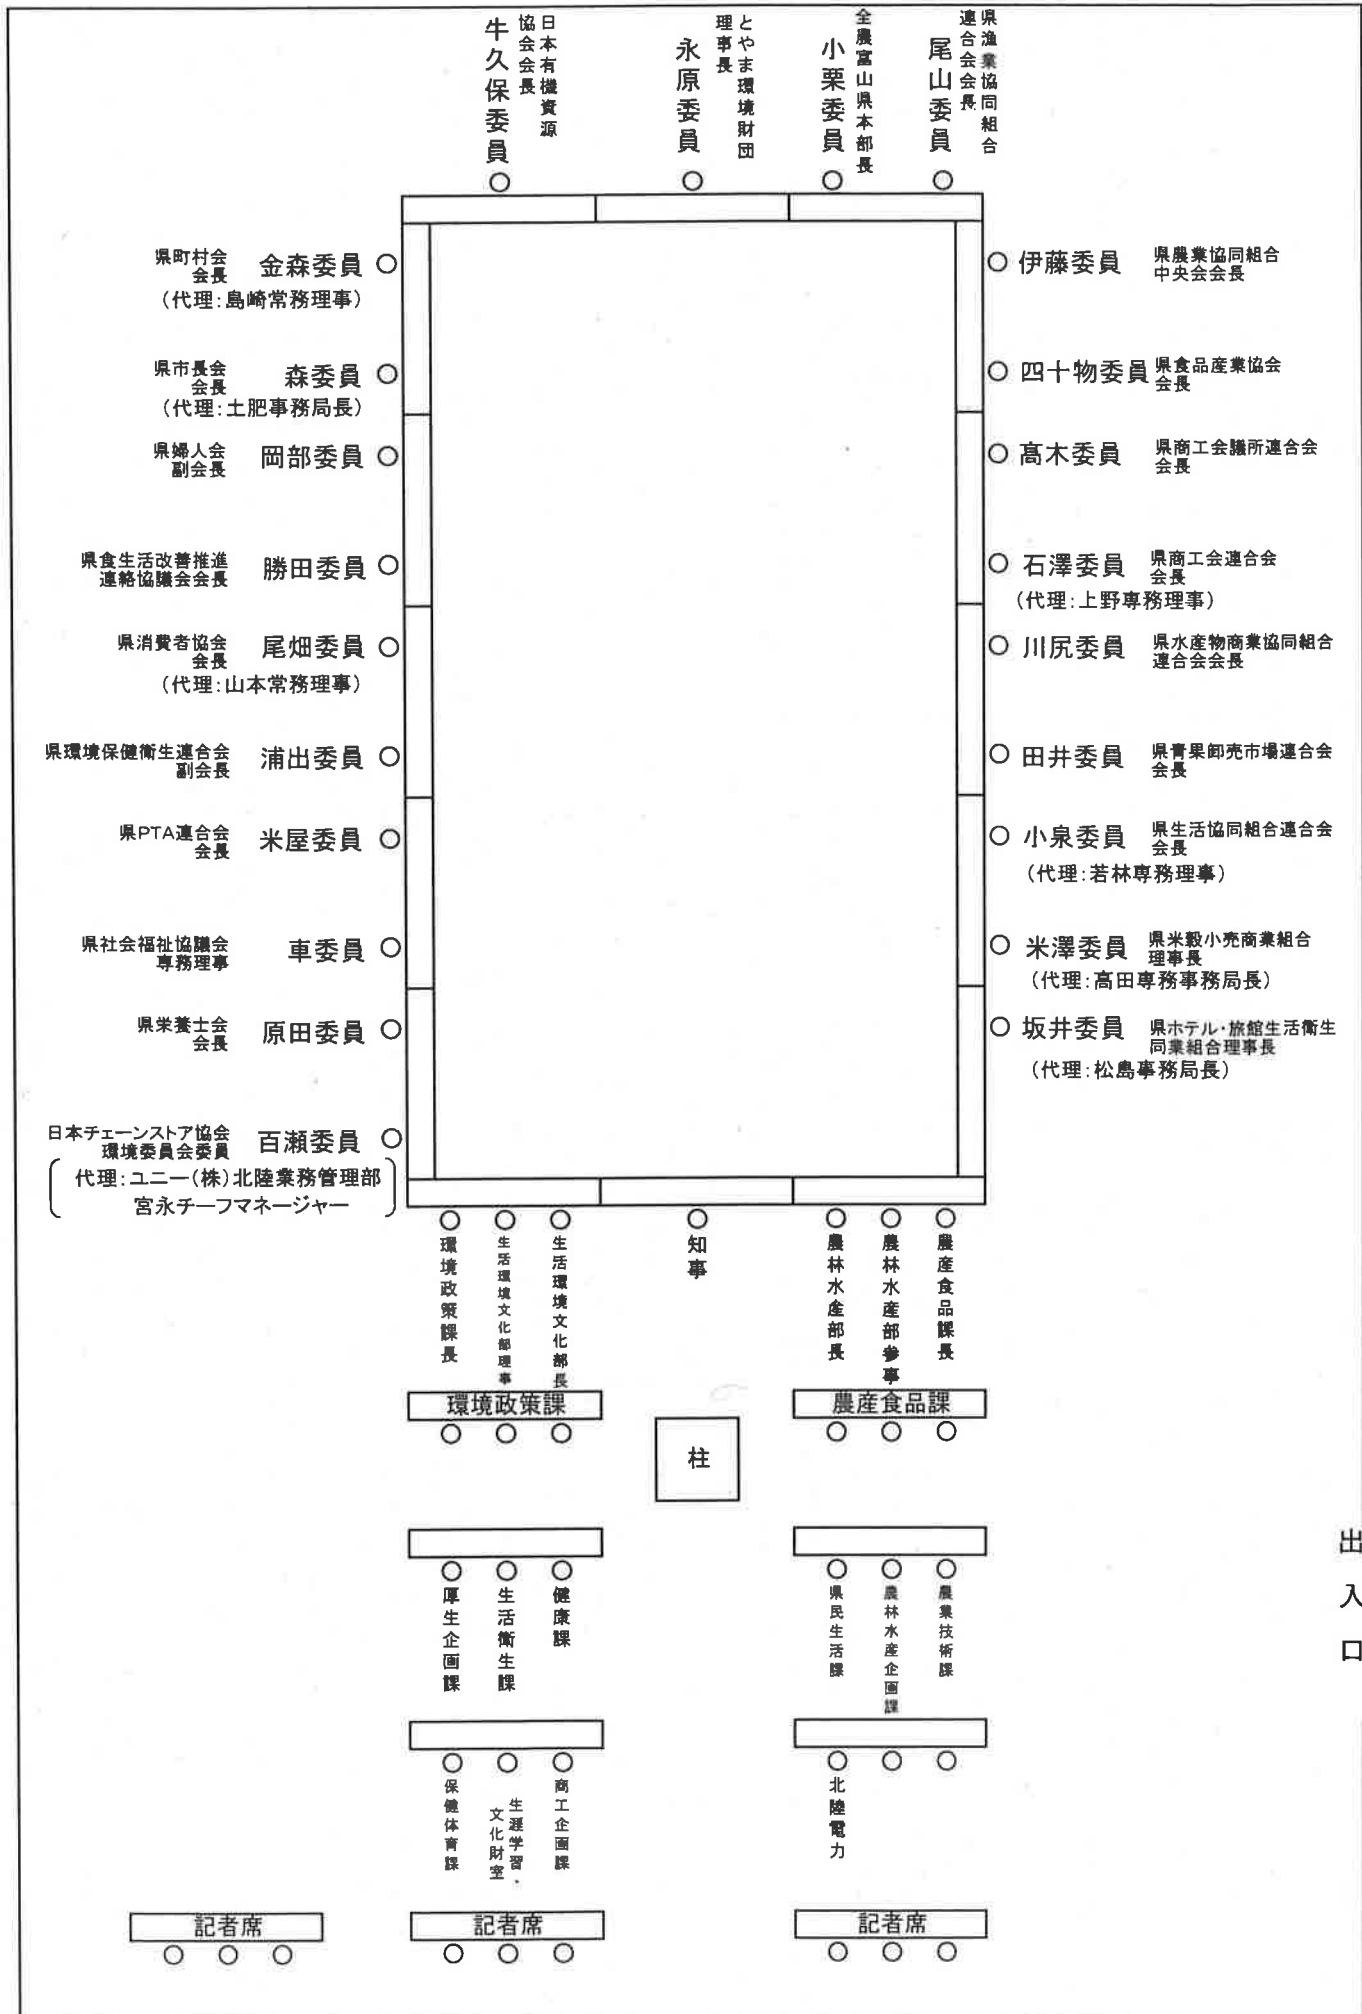 日本有機資源
協会会長
牛久保委員
とやま環境財団
理事長
永原委員
全農富山県本部長
小栗委員
県漁業協同組合
連合会会長
尾山委員
県町村会
会長
金森委員
(代理:島崎常務理事)
県市長会
会長
森委員
(代理:土肥事務局長)
県婦人会
副会長
岡部委員
県食生活改善推進
連絡協議会会長
勝田委員
県消費者協会
会長
尾畑委員
(代理:山本常務理事)
県環境保健衛生連合会
副会長
浦出委員
県PTA連合会
会長
米屋委員
県社会福祉協議会
専務理事
車委員
県栄養士会
会長
原田委員
日本チェーンストア協会
環境委員会委員
百瀬委員
代理:ユニー(株)北陸業務管理部
宮永チーフマネージャー
伊藤委員
県農業協同組合
中央会会長
四十物委員
県食品産業協会
会長
髙木委員
県商工会議所連合会
会長
石澤委員
県商工会連合会
会長
(代理:上野専務理事)
川尻委員
県水産物商業協同組合
連合会会長
田井委員
県青果卸売市場連合会
会長
小泉委員
県生活協同組合連合会
会長
(代理:若林専務理事)
米澤委員
県米穀小売商業組合
理事長
(代理:高田専務事務局長)
坂井委員
県ホテル・旅館生活衛生
同業組合理事長
(代理:松島事務局長)
環境政策課長
生活環境文化部理事
生活環境文化部長
知事
農林水産部長
農林水産部参事
農産食品課長
環境政策課
農産食品課
柱
出入口
厚生企画課
生活衛生課
健康課
県民生活課
農林水産企画課
農業技術課
保健体育課
生涯学習・
文化財室
商工企画課
北陸電力
記者席
記者席
記者席